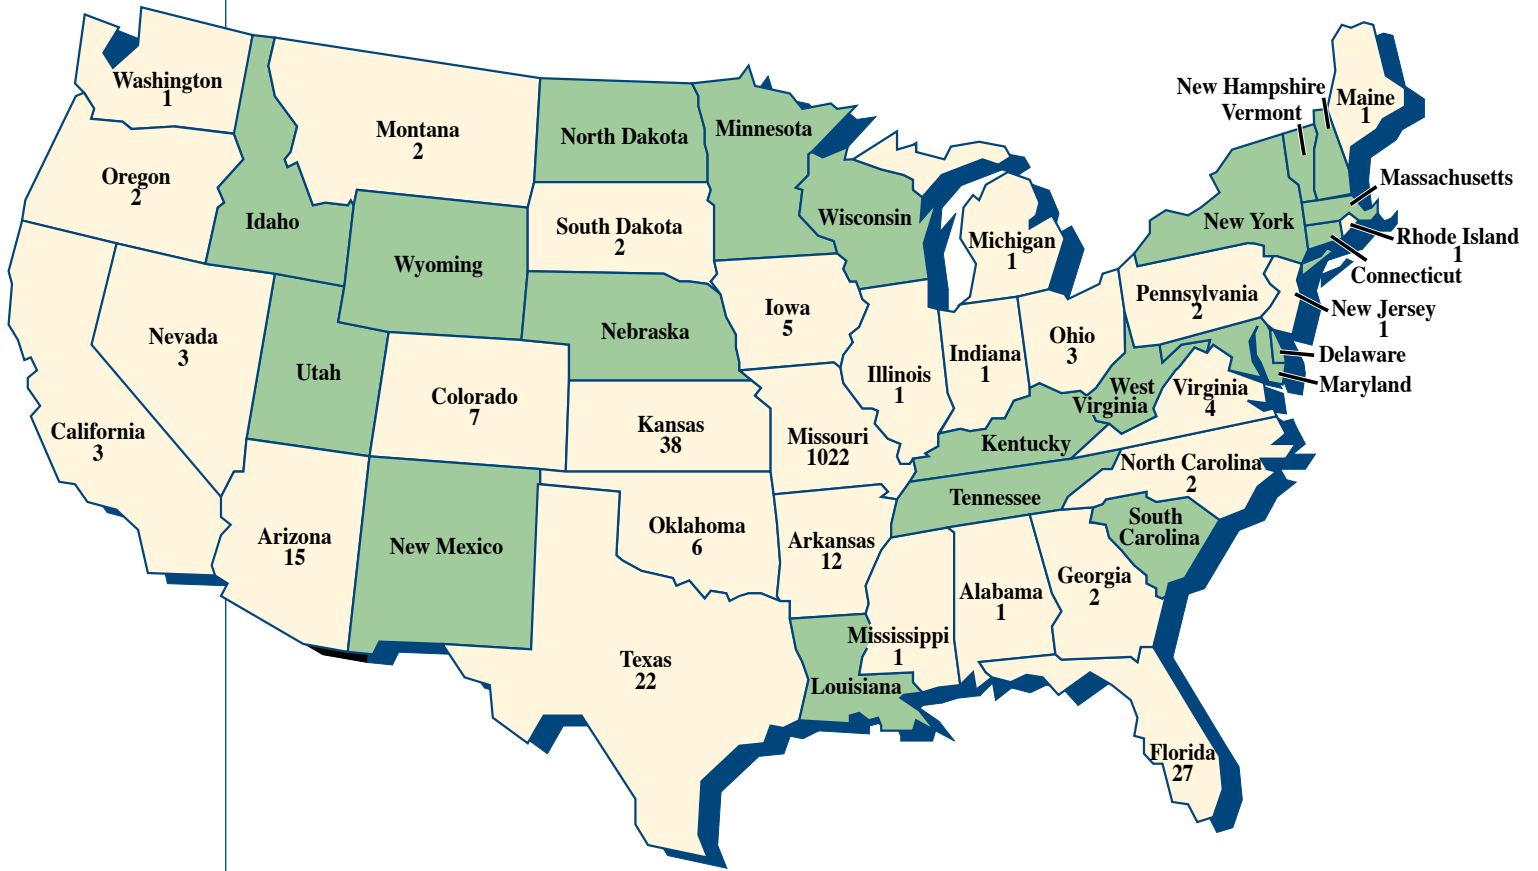 Washington
1
Oregon
2
California
3
Nevada
3
Idaho
Montana
2
Wyoming
Utah
Colorado
7
Arizona
15
New Mexico
North Dakota
South Dakota
2
Nebraska
Kansas
38
Oklahoma
6
Texas
22
Minnesota
Iowa
5
Missouri
1022
Arkansas
12
Louisiana
Wisconsin
Illinois
1
Michigan
1
Indiana
1
Ohio
3
Kentucky
Tennessee
Mississippi
1
Alabama
1
Georgia
2
Florida
27
South
Carolina
North Carolina
2
Virginia
4
West
Virginia
Pennsylvania
2
New York
New Hampshire
Vermont
Maine
1
Massachusetts
Rhode Island
1
Connecticut
New Jersey
1
Delaware
Maryland